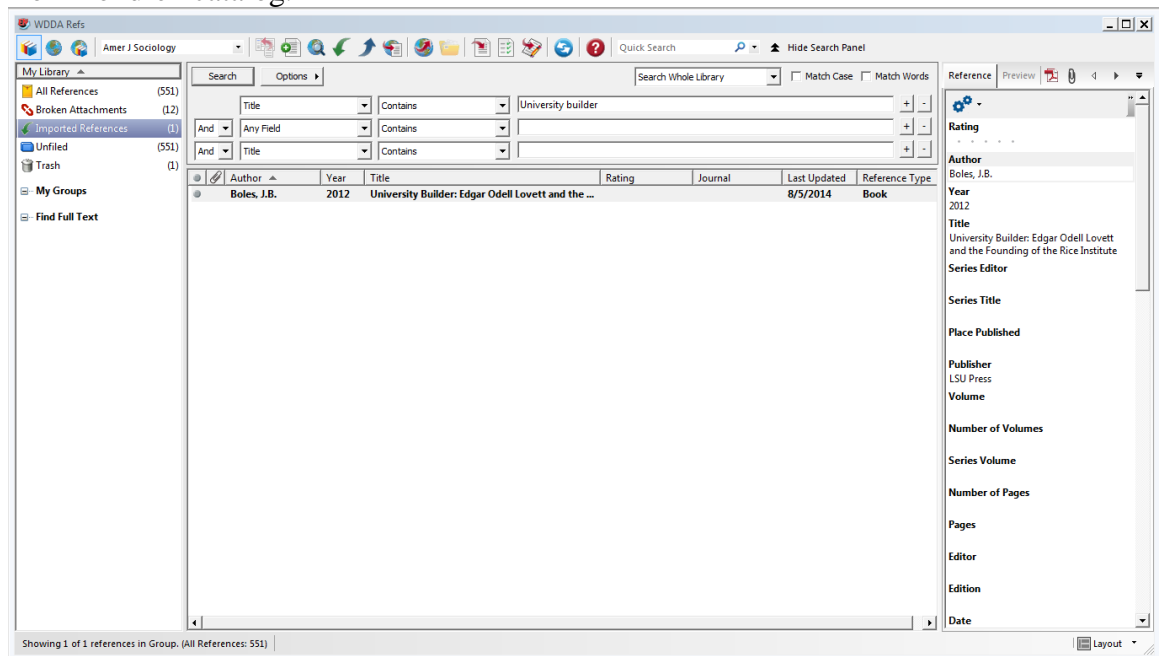 WDDA Refs
Amer J Sociology
Quick Search
Hide Search Panel
My Library
All References (551)
Broken Attachments (12)
Imported References (1)
Unfiled (551)
Trash (1)
My Groups
Find Full Text
Search Options Search Whole Library Match Case Match Words
Title Contains University builder + -
And Any Field Contains + -
And Title Contains + -
Author Year Title Rating Journal Last Updated Reference Type
Boles, J.B. 2012 University Builder: Edgar Odell Lovett and the ... 8/5/2014 Book
Reference Preview
Rating
Author
Boles, J.B.
Year
2012
Title
University Builder: Edgar Odell Lovett
and the Founding of the Rice Institute
Series Editor
Series Title
Place Published
Publisher
LSU Press
Volume
Number of Volumes
Series Volume
Number of Pages
Pages
Editor
Edition
Date
Showing 1 of 1 references in Group. (All References: 551)
Layout